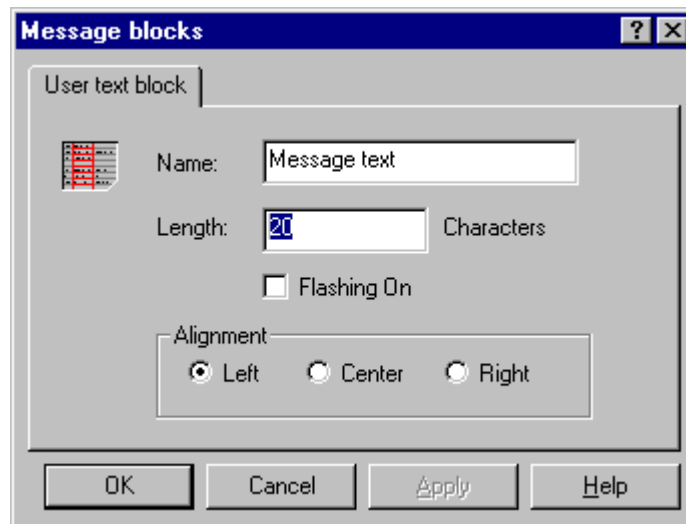 Message blocks
User text block
Name: Message text
Length: 20 Characters
Flashing On
Alignment
Left Center Right
OK Cancel Apply Help